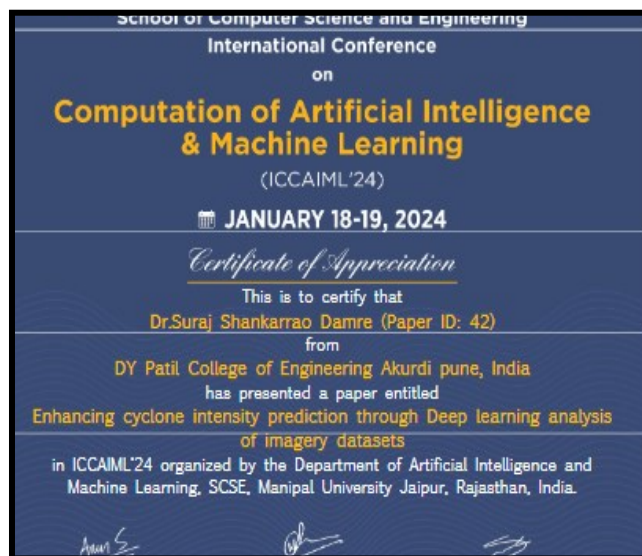 School of Computer Science and Engineering
International Conference
on
Computation of Artificial Intelligence
& Machine Learning
(ICCAIML'24)
JANUARY 18-19, 2024
Certificate of Appreciation
This is to certify that
Dr.Suraj Shankarrao Damre (Paper ID: 42)
from
DY Patil College of Engineering Akurdi pune, India
has presented a paper entitled
Enhancing cyclone intensity prediction through Deep learning analysis
of imagery datasets
in ICCAIML'24 organized by the Department of Artificial Intelligence and
Machine Learning, SCSE, Manipal University Jaipur, Rajasthan, India.